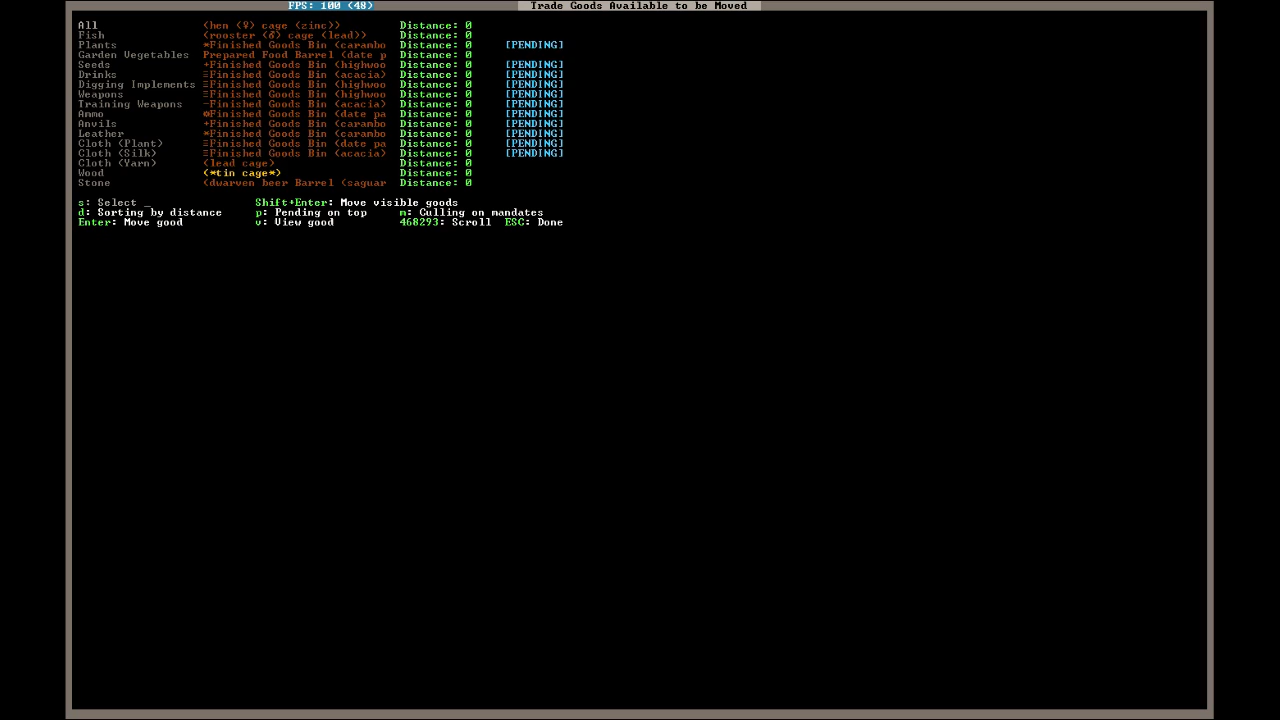 FPS: 100 (48) Trade Goods Available to be Moved
All (hen (♀) cage (zinc)) Distance: 0
Fish (rooster (♂) cage (lead)) Distance: 0
Plants *Finished Goods Bin (carambo Distance: 0 [PENDING]
Garden Vegetables Prepared Food Barrel (date p Distance: 0
Seeds +Finished Goods Bin (highwoo Distance: 0 [PENDING]
Drinks ≡Finished Goods Bin (acacia) Distance: 0 [PENDING]
Digging Implements ≡Finished Goods Bin (highwoo Distance: 0 [PENDING]
Weapons ≡Finished Goods Bin (highwoo Distance: 0 [PENDING]
Training Weapons -Finished Goods Bin (acacia) Distance: 0 [PENDING]
Ammo ☼Finished Goods Bin (date pa Distance: 0 [PENDING]
Anvils +Finished Goods Bin (carambo Distance: 0 [PENDING]
Leather *Finished Goods Bin (carambo Distance: 0 [PENDING]
Cloth (Plant) ≡Finished Goods Bin (date pa Distance: 0 [PENDING]
Cloth (Silk) ≡Finished Goods Bin (acacia) Distance: 0 [PENDING]
Cloth (Yarn) (lead cage) Distance: 0
Wood (*tin cage*) Distance: 0
Stone (dwarven beer Barrel (saguar Distance: 0
s: Select _ Shift+Enter: Move visible goods
d: Sorting by distance p: Pending on top m: Culling on mandates
Enter: Move good v: View good 468293: Scroll ESC: Done